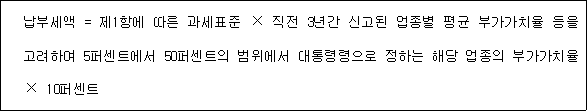 납부세액 = 제1항에 따른 과세표준 × 직전 3년간 신고된 업종별 평균 부가가치율 등을
고려하여 5퍼센트에서 50퍼센트의 범위에서 대통령령으로 정하는 해당 업종의 부가가치율
× 10퍼센트